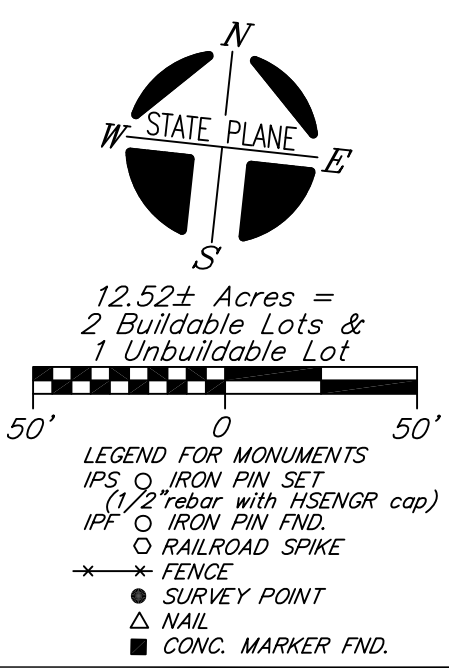 N
W STATE PLANE E
S
12.52± Acres =
2 Buildable Lots &
1 Unbuildable Lot
50' 0 50'
LEGEND FOR MONUMENTS
IPS IRON PIN SET
(1/2"rebar with HSENGR cap)
IPF IRON PIN FND.
RAILROAD SPIKE
FENCE
SURVEY POINT
NAIL
CONC. MARKER FND.